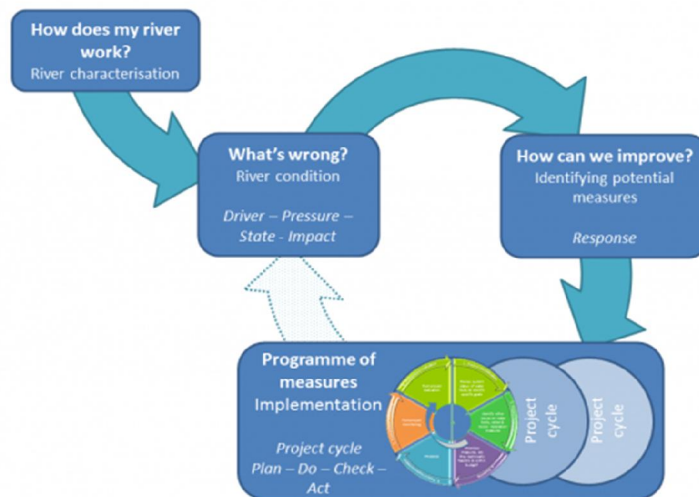 How does my river
work?
River characterisation
What's wrong?
River condition
Driver – Pressure –
State - Impact
How can we improve?
Identifying potential
measures
Response
Programme of
measures
Implementation
Project cycle
Plan – Do – Check –
Act
Project
cycle
Project
cycle